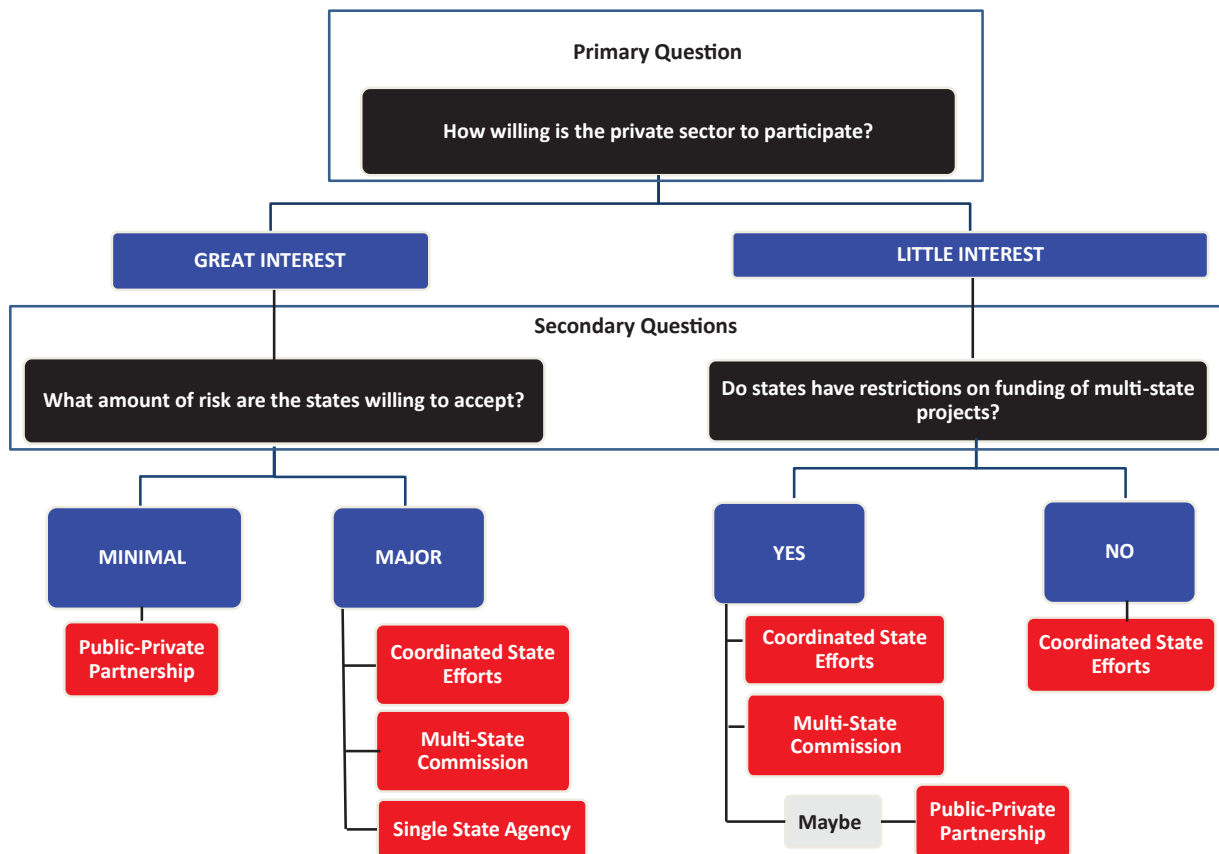 Primary Question
How willing is the private sector to participate?
GREAT INTEREST
LITTLE INTEREST
Secondary Questions
What amount of risk are the states willing to accept?
Do states have restrictions on funding of multi-state
projects?
MINIMAL
MAJOR
YES
NO
Public-Private
Partnership
Coordinated State
Efforts
Multi-State
Commission
Single State Agency
Coordinated State
Efforts
Multi-State
Commission
Maybe
Public-Private
Partnership
Coordinated State
Efforts